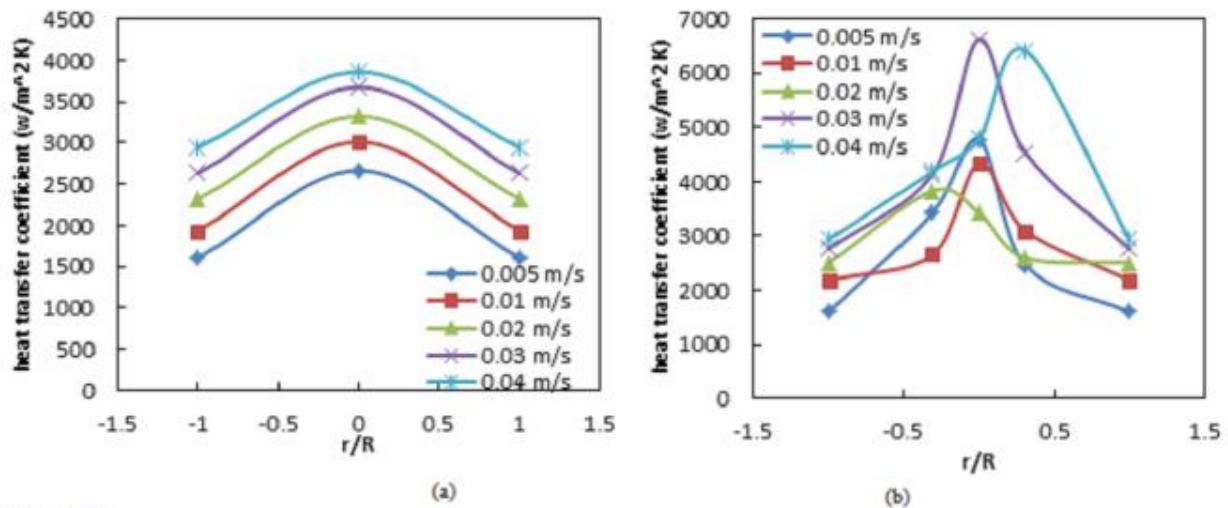 heat transfer coefficient (w/m^2 K)
4500
4000
3500
3000
2500
2000
1500
1000
500
0
-1.5
-1
-0.5
0
0.5
1
1.5
r/R
0.005 m/s
0.01 m/s
0.02 m/s
0.03 m/s
0.04 m/s
(a)
heat transfer coefficient (w/m^2 K)
7000
6000
5000
4000
3000
2000
1000
0
-1.5
-0.5
0.5
1.5
r/R
0.005 m/s
0.01 m/s
0.02 m/s
0.03 m/s
0.04 m/s
(b)